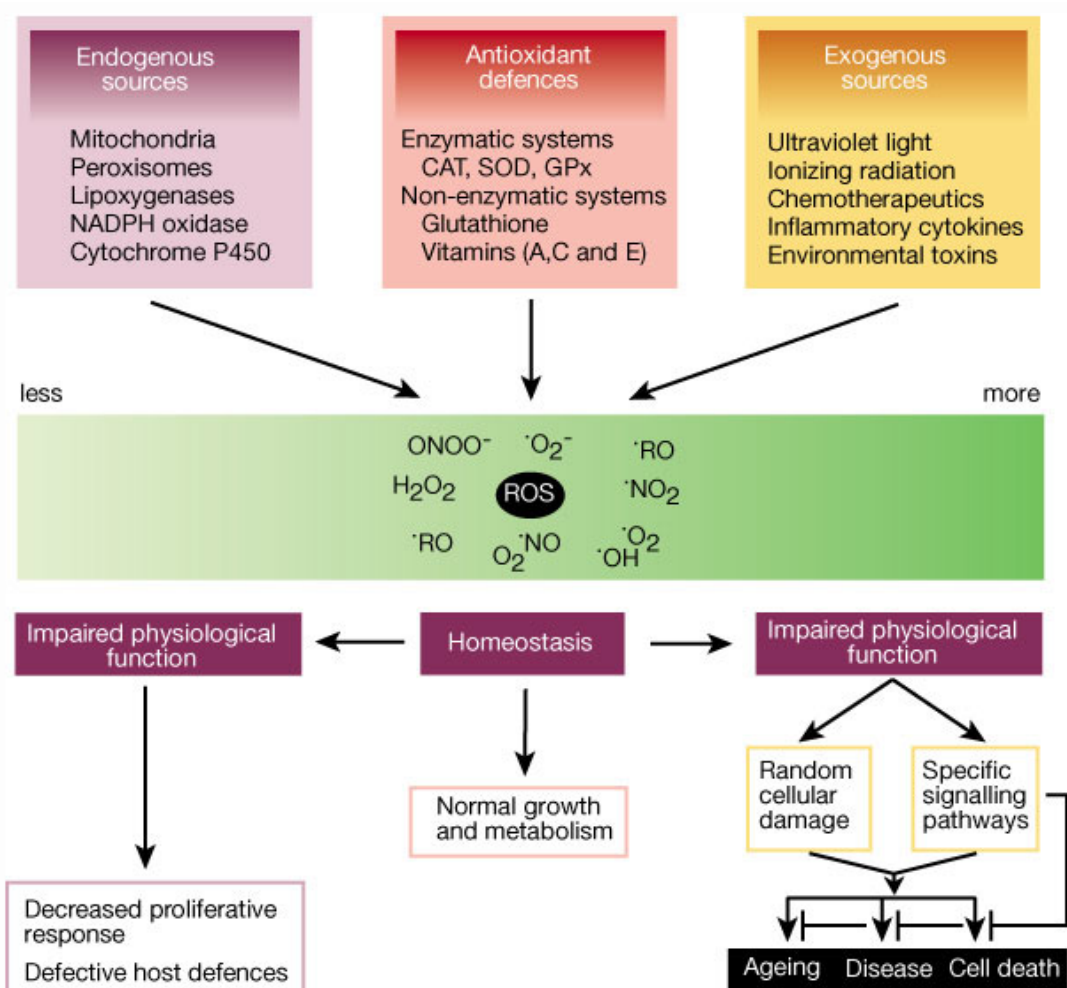 Endogenous
sources
Mitochondria
Peroxisomes
Lipoxygenases
NADPH oxidase
Cytochrome P450
Antioxidant
defences
Enzymatic systems
CAT, SOD, GPx
Non-enzymatic systems
Glutathione
Vitamins (A,C and E)
Exogenous
sources
Ultraviolet light
Ionizing radiation
Chemotherapeutics
Inflammatory cytokines
Environmental toxins
less
more
ONOO⁻
˙O₂⁻
˙RO
H₂O₂
ROS
˙NO₂
˙RO
O₂
˙NO
˙OH
˙O₂
Impaired physiological
function
Homeostasis
Impaired physiological
function
Decreased proliferative
response
Defective host defences
Normal growth
and metabolism
Random
cellular
damage
Specific
signalling
pathways
Ageing
Disease
Cell death